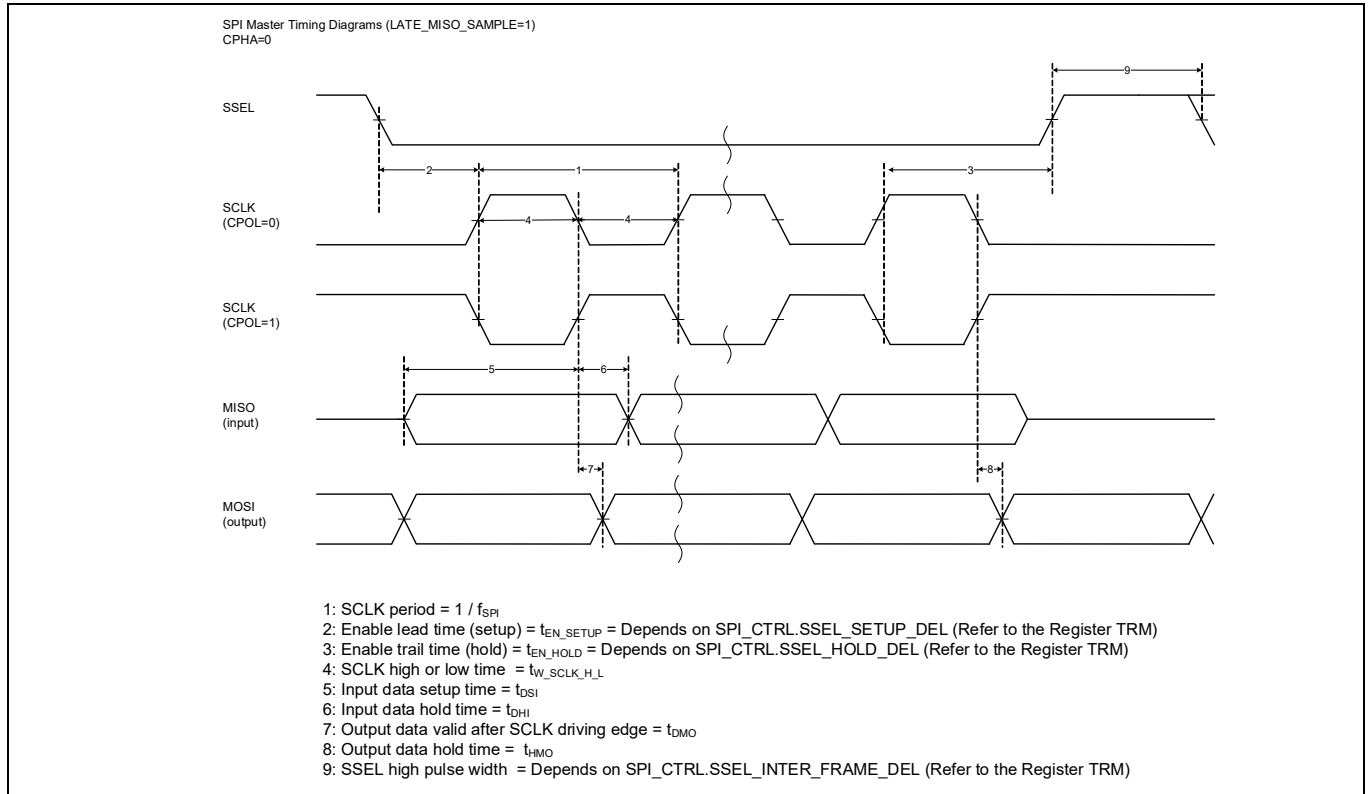 SPI Master Timing Diagrams (LATE_MISO_SAMPLE=1)
CPHA=0
9
SSEL
2
1
3
SCLK
(CPOL=0)
4
4
SCLK
(CPOL=1)
5
6
MISO
(input)
7
8
MOSI
(output)
1: SCLK period = 1 / fSPI
2: Enable lead time (setup) = tEN_SETUP = Depends on SPI_CTRL.SSEL_SETUP_DEL (Refer to the Register TRM)
3: Enable trail time (hold) = tEN_HOLD = Depends on SPI_CTRL.SSEL_HOLD_DEL (Refer to the Register TRM)
4: SCLK high or low time = tW_SCLK_H_L
5: Input data setup time = tDSI
6: Input data hold time = tDHI
7: Output data valid after SCLK driving edge = tDMO
8: Output data hold time = tHMO
9: SSEL high pulse width = Depends on SPI_CTRL.SSEL_INTER_FRAME_DEL (Refer to the Register TRM)